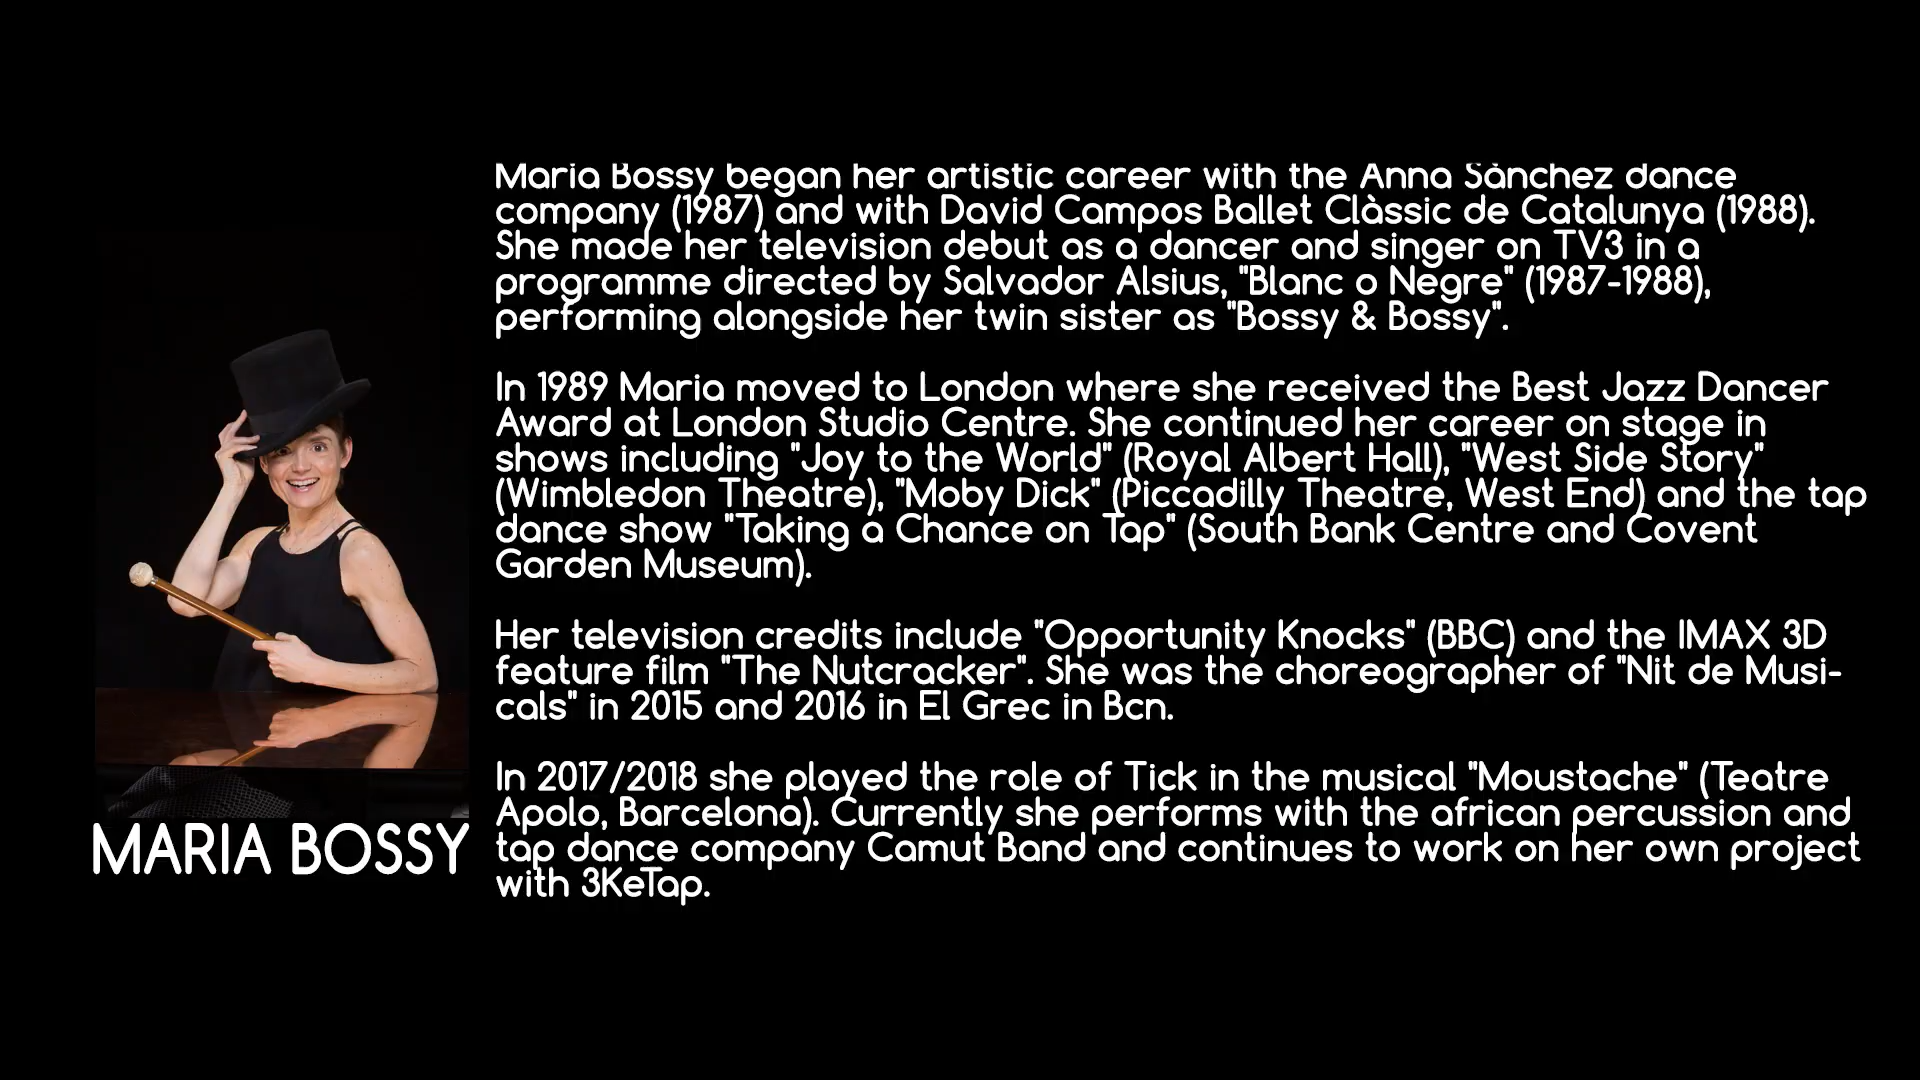 Maria Bossy began her artistic career with the Anna Sànchez dance
company (1987) and with David Campos Ballet Clàssic de Catalunya (1988).
She made her television debut as a dancer and singer on TV3 in a
programme directed by Salvador Alsius, "Blanc o Negre" (1987-1988),
performing alongside her twin sister as "Bossy & Bossy".
In 1989 Maria moved to London where she received the Best Jazz Dancer
Award at London Studio Centre. She continued her career on stage in
shows including "Joy to the World" (Royal Albert Hall), "West Side Story"
(Wimbledon Theatre), "Moby Dick" (Piccadilly Theatre, West End) and the tap
dance show "Taking a Chance on Tap" (South Bank Centre and Covent
Garden Museum).
Her television credits include "Opportunity Knocks" (BBC) and the IMAX 3D
feature film "The Nutcracker". She was the choreographer of "Nit de Musi-
cals" in 2015 and 2016 in El Grec in Bcn.
In 2017/2018 she played the role of Tick in the musical "Moustache" (Teatre
Apolo, Barcelona). Currently she performs with the african percussion and
tap dance company Camut Band and continues to work on her own project
with 3KeTap.
MARIA BOSSY